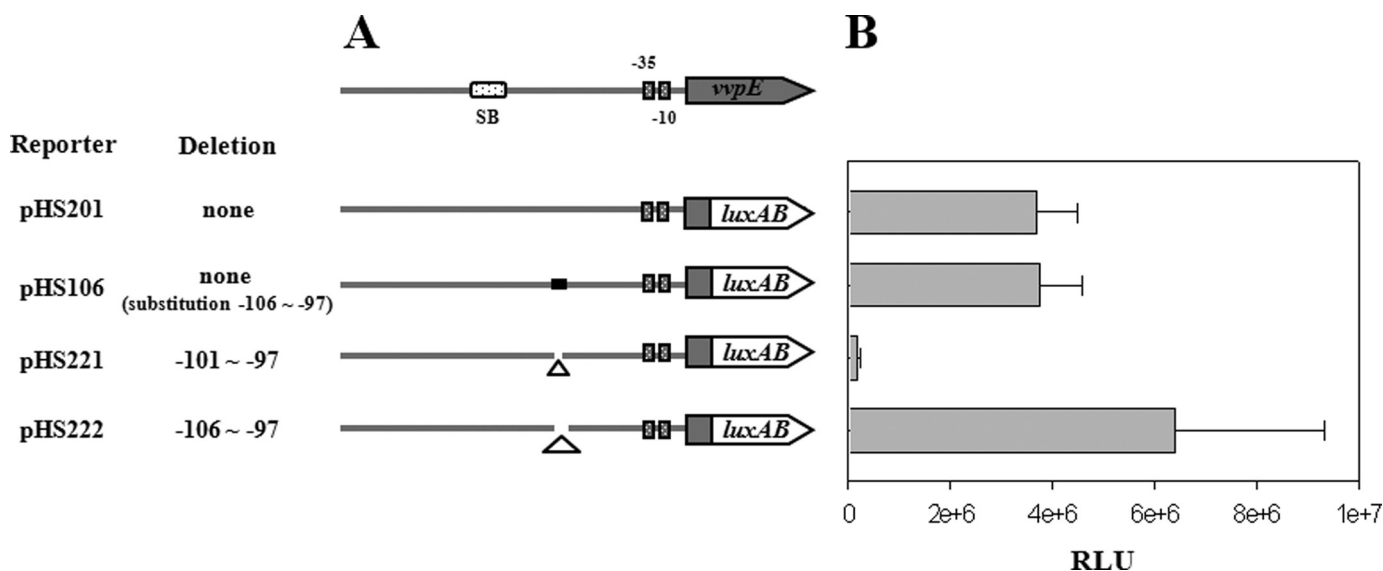 A
B
-35
vvpE
SB
-10
Reporter Deletion
pHS201 none luxAB
pHS106 none luxAB
(substitution -106 ~ -97)
pHS221 -101 ~ -97 luxAB
pHS222 -106 ~ -97 luxAB
0 2e+6 4e+6 6e+6 8e+6 1e+7
RLU